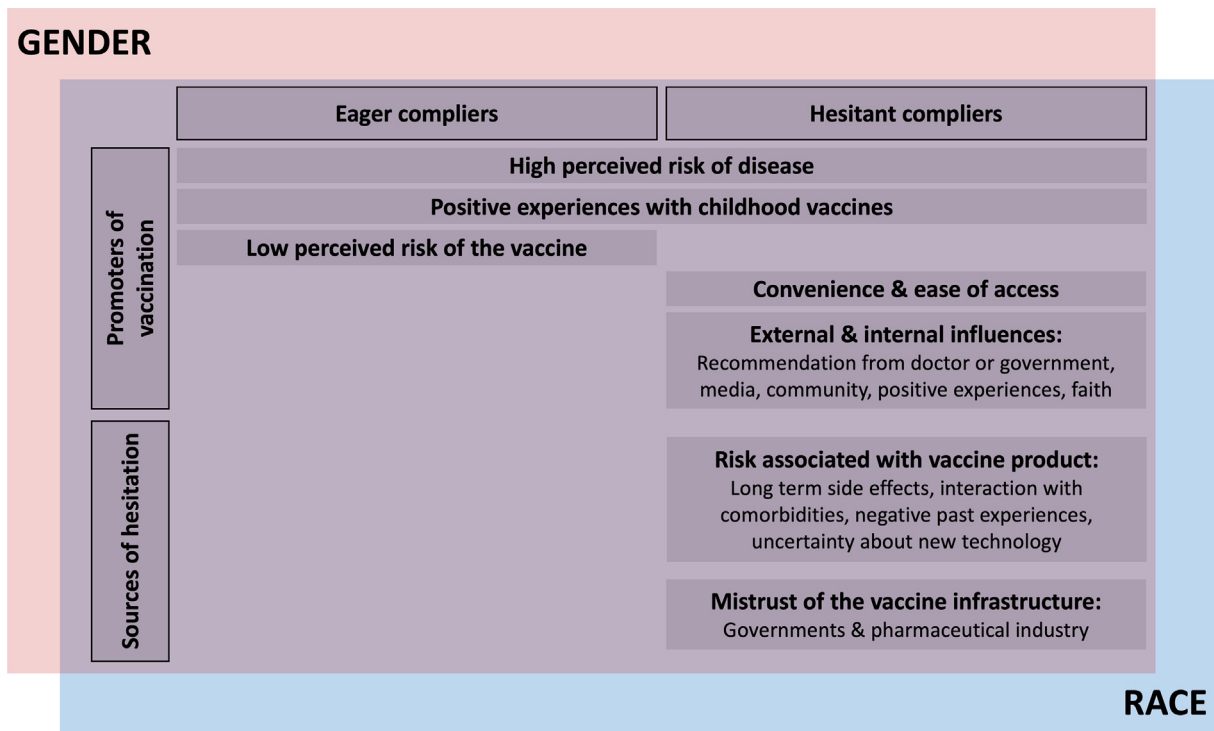 GENDER
Eager compliers
Hesitant compliers
Promoters of
vaccination
High perceived risk of disease
Positive experiences with childhood vaccines
Low perceived risk of the vaccine
Convenience & ease of access
External & internal influences:
Recommendation from doctor or government,
media, community, positive experiences, faith
Sources of hesitation
Risk associated with vaccine product:
Long term side effects, interaction with
comorbidities, negative past experiences,
uncertainty about new technology
Mistrust of the vaccine infrastructure:
Governments & pharmaceutical industry
RACE